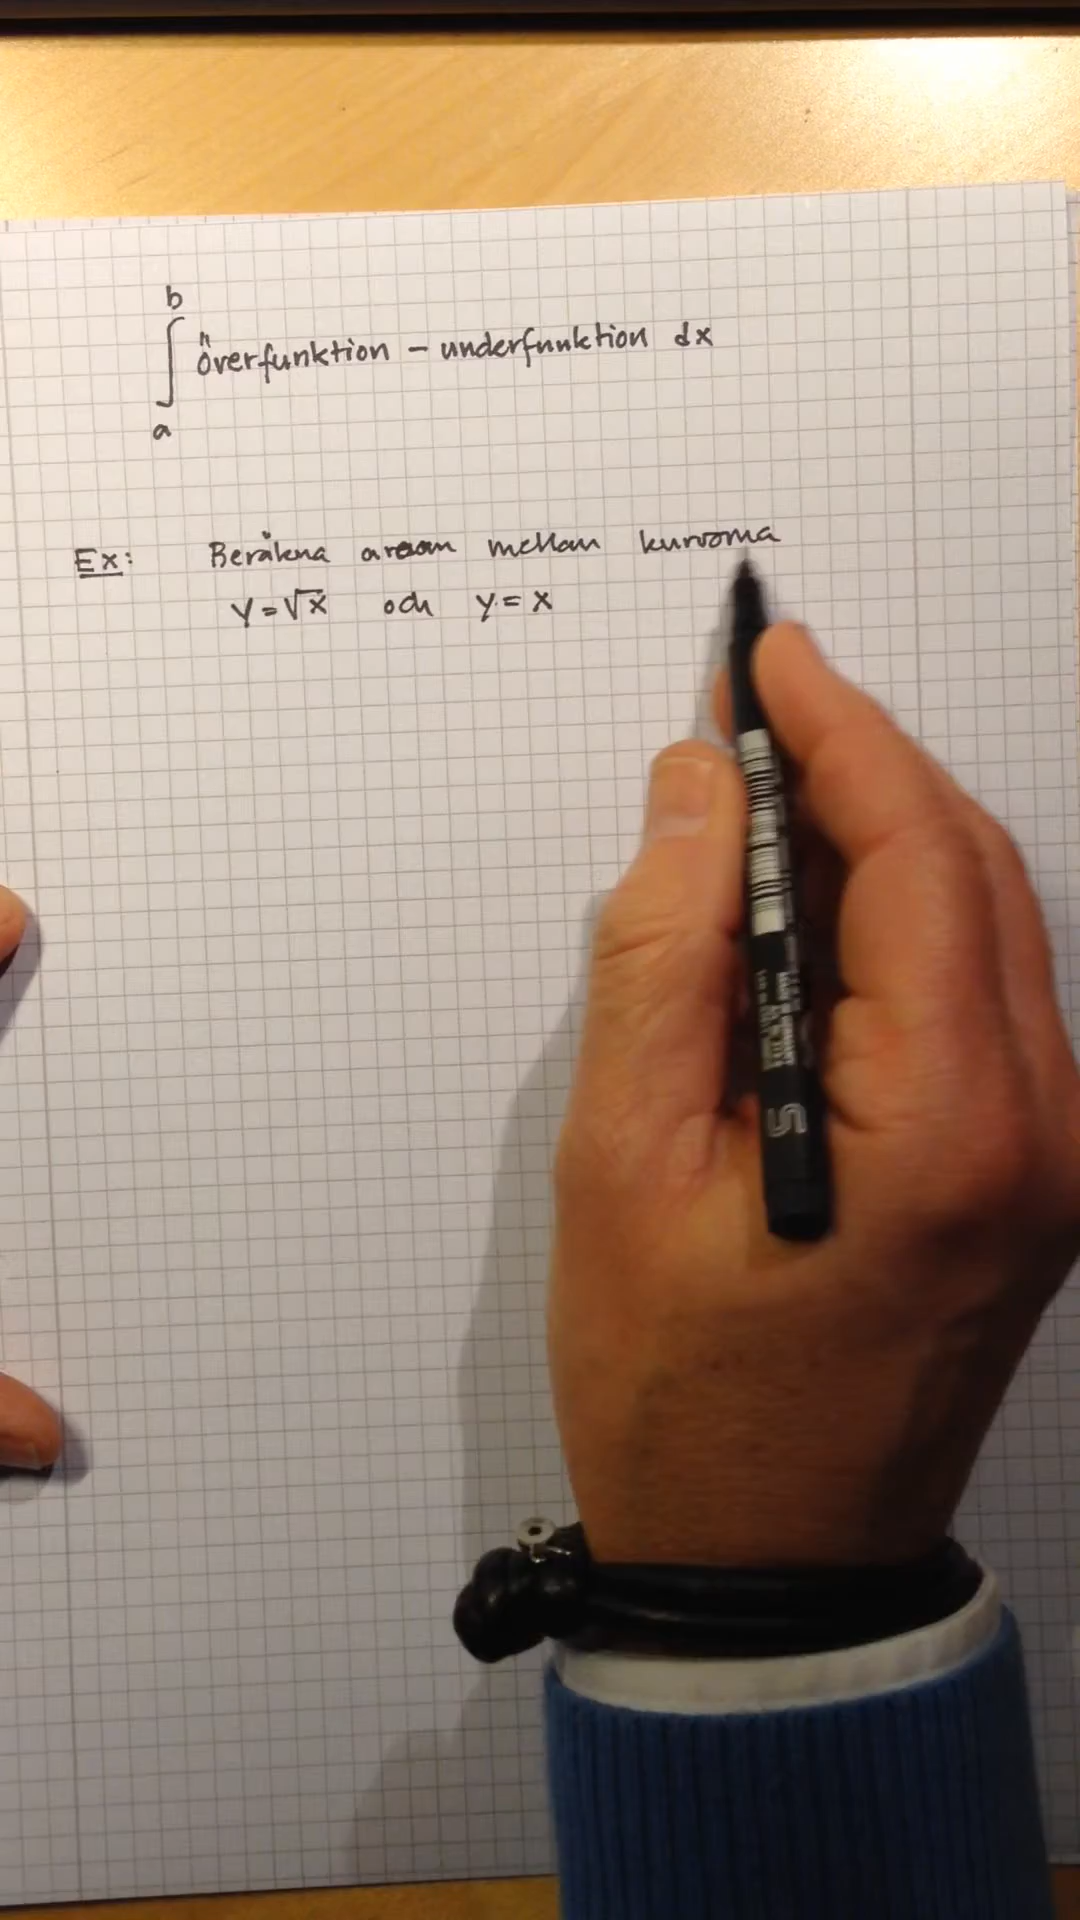 b
∫ överfunktion – underfunktion dx
a
Ex: Beräkna arean mellan kurvorna
y = √x och y = x
S